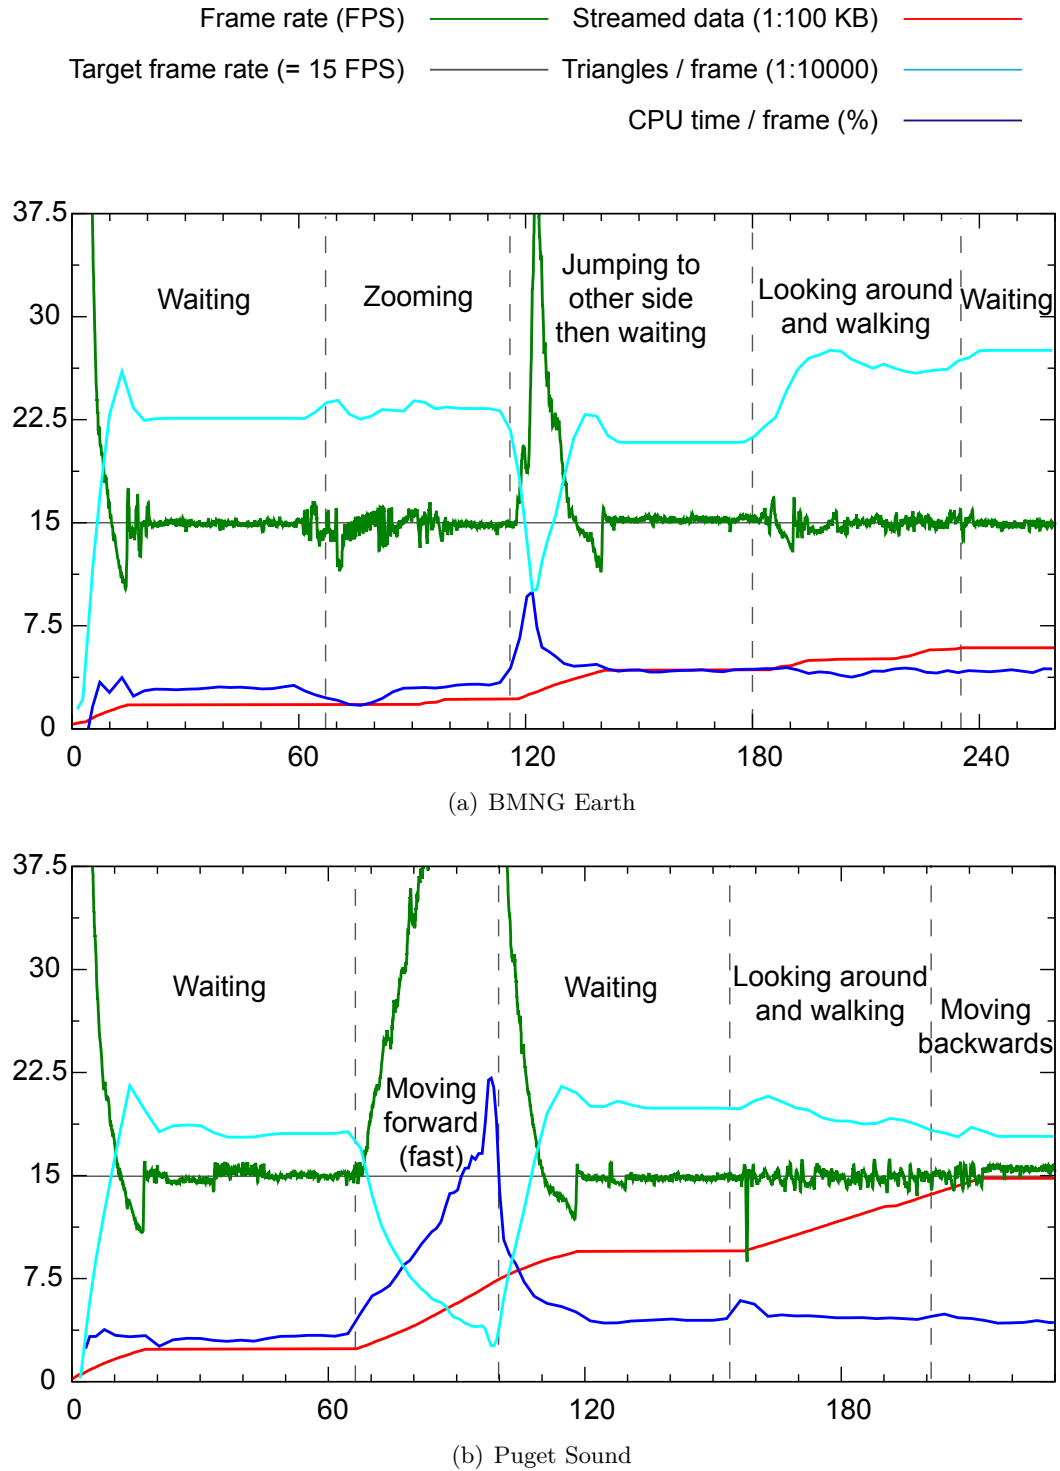 Frame rate (FPS)
Streamed data (1:100 KB)
Target frame rate (= 15 FPS)
Triangles / frame (1:10000)
CPU time / frame (%)
37.5
30
22.5
15
7.5
0
Waiting
Zooming
Jumping to
other side
then waiting
Looking around
and walking
Waiting
0 60 120 180 240
(a) BMNG Earth
37.5
30
22.5
15
7.5
0
Waiting
Moving
forward
(fast)
Waiting
Looking around
and walking
Moving
backwards
0 60 120 180
(b) Puget Sound